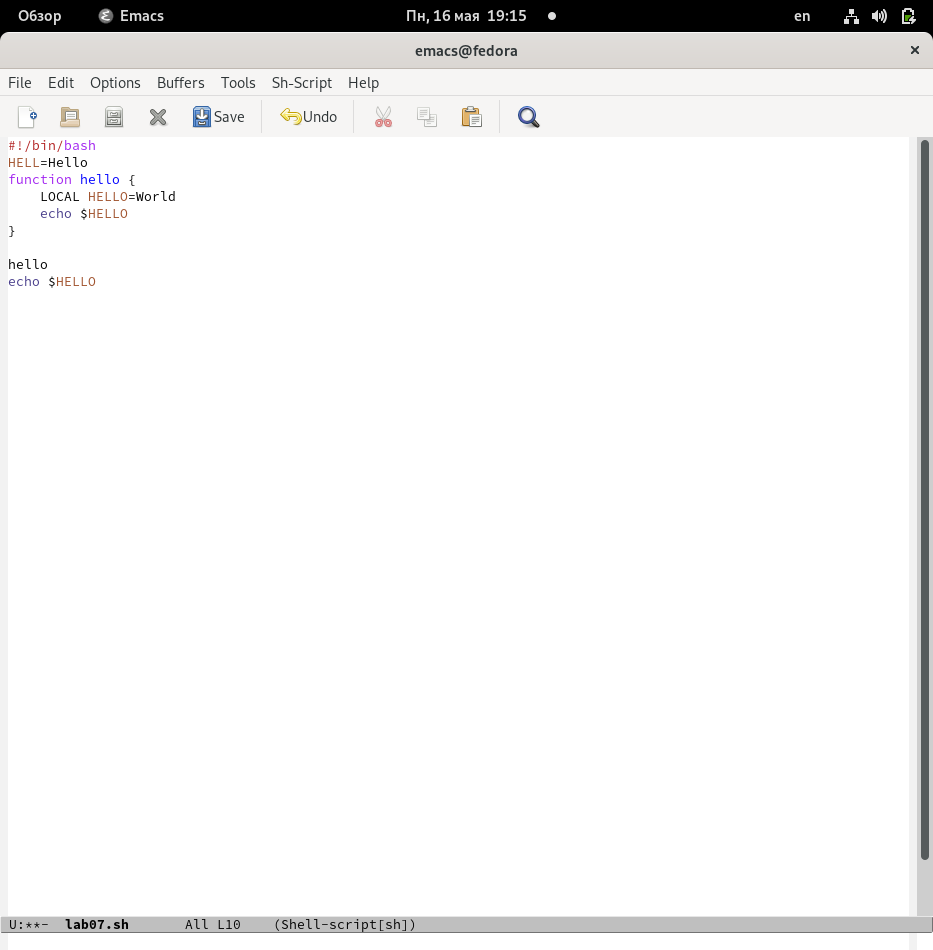 Обзор Emacs Пн, 16 мая 19:15 en
emacs@fedora
File Edit Options Buffers Tools Sh-Script Help
Save Undo
#!/bin/bash
HELL=Hello
function hello {
    LOCAL HELLO=World
    echo $HELLO
}
hello
echo $HELLO
U:**- lab07.sh All L10 (Shell-script[sh])